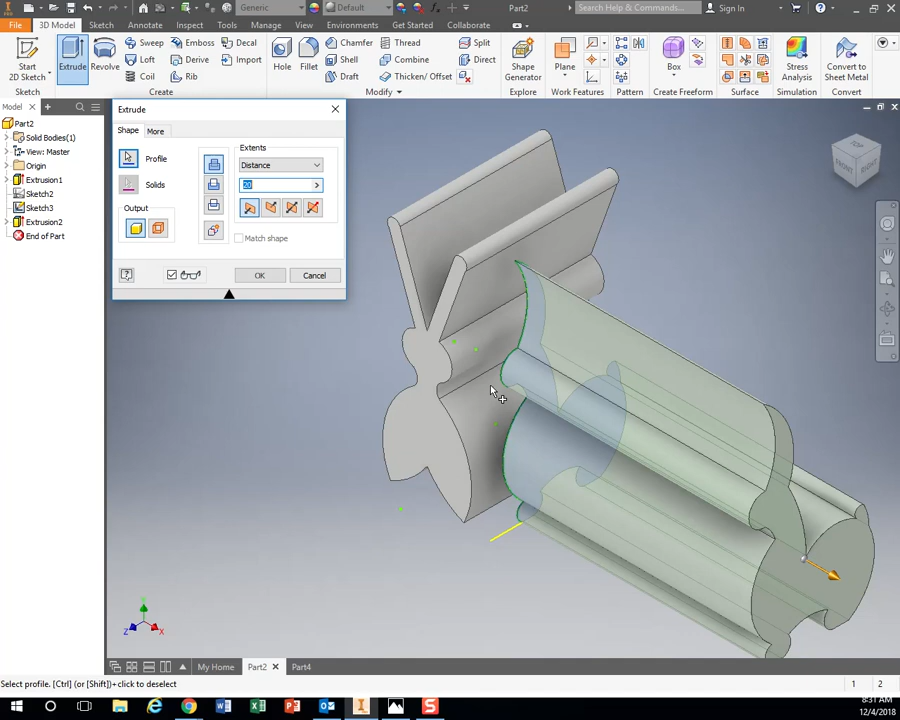 Generic
Default
Part2
Search Help & Commands...
Sign In
File 3D Model Sketch Annotate Inspect Tools Manage View Environments Get Started Collaborate
Start
2D Sketch
Extrude
Revolve
Sweep
Loft
Coil
Emboss
Derive
Rib
Decal
Import
Hole
Fillet
Chamfer
Shell
Draft
Thread
Combine
Thicken/ Offset
Split
Direct
Shape
Generator
Plane
Box
Stress
Analysis
Convert to
Sheet Metal
Sketch Create Modify Explore Work Features Pattern Create Freeform Surface Simulation Convert
Model
Part2
Solid Bodies(1)
View: Master
Origin
Extrusion1
Sketch2
Sketch3
Extrusion2
End of Part
Extrude
Shape More
Profile
Solids
Output
Extents
Distance
20
Match shape
OK Cancel
FRONT
RIGHT
Y
Z
X
My Home Part2 Part4
Select profile. [Ctrl] (or [Shift])+ click to deselect
1 2
8:31 AM
12/4/2018